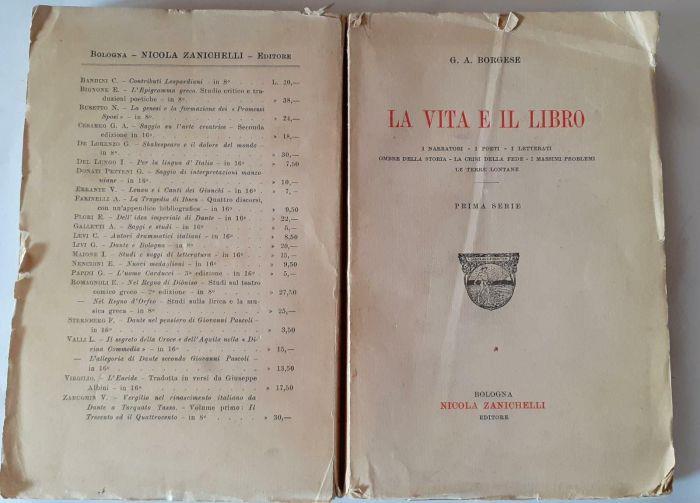 Bologna – NICOLA ZANICHELLI – Editore
Bandini C. – Contributi Leopardiani – in 8° . . . . . L. 20,—
Bignone E. – L'Epigramma greco. Studio critico e tra-
duzioni poetiche – in 8° . . . . . . » 38,—
Busetto N. – La genesi e la formazione dei « Promessi
Sposi » – in 8° . . . . . . » 24,—
Cesareo G. A. – Saggio su l'arte creatrice – Seconda
edizione in 16° . . . . . . » 18,—
De Lorenzo G. – Shakespeare e il dolore del mondo –
in 8° . . . . . . » 30,—
Del Lungo I. – Per la lingua d'Italia – in 16° . . » 7,50
Donati Petteni G. – Saggio di interpretazioni manzo-
niane – in 16° . . . . . . » 10,—
Errante V. – Lenau e i Canti dei Giunchi – in 16° . » 7,—
Farinelli A. – La Tragedia di Ibsen – Quattro discorsi,
con un'appendice bibliografica – in 16° . . . » 9,50
Flori E. – Dell'idea imperiale di Dante – in 16° . . » 22,—
Galletti A. – Saggi e studi – in 16° . . . . » 5,—
Levi C. – Autori drammatici italiani – in 16° . . » 8,50
Livi G. – Dante e Bologna – in 8° . . . . » 20,—
Maione I. – Studi e saggi di letteratura – in 16° . . » 15,—
Nencioni E. – Nuovi medaglioni – in 16° . . . » 9,50
Papini G. – L'uomo Carducci – 3ª edizione – in 16° . » 5,—
Romagnoli E. – Nel Regno di Diòniso – Studi sul teatro
comico greco – 2ª edizione – in 8° . . . » 27,50
— Nel Regno d'Orfeo – Studi sulla lirica e la mu-
sica greca – in 8° . . . . . . » 25,—
Sternberg F. – Dante nel pensiero di Giovanni Pascoli –
in 16° . . . . . . » 3,50
Valli L. – Il segreto della Croce e dell'Aquila nella « Di-
vina Commedia » – in 16° . . . . » 15,—
— L'allegoria di Dante secondo Giovanni Pascoli –
in 16° . . . . . . » 13,50
Virgilio. – L'Eneide – Tradotta in versi da Giuseppe
Albini – in 16° . . . . . . » 17,50
Zabughin V. – Vergilio nel rinascimento italiano da
Dante a Torquato Tasso. – Volume primo: Il
Trecento ed il Quattrocento – in 8° . . . » 30,—
G. A. BORGESE
LA VITA E IL LIBRO
I NARRATORI - I POETI - I LETTERATI
OMBRE DELLA STORIA - LA CRISI DELLA FEDE - I MASSIMI PROBLEMI
LE TERRE LONTANE
PRIMA SERIE
BOLOGNA
NICOLA ZANICHELLI
EDITORE